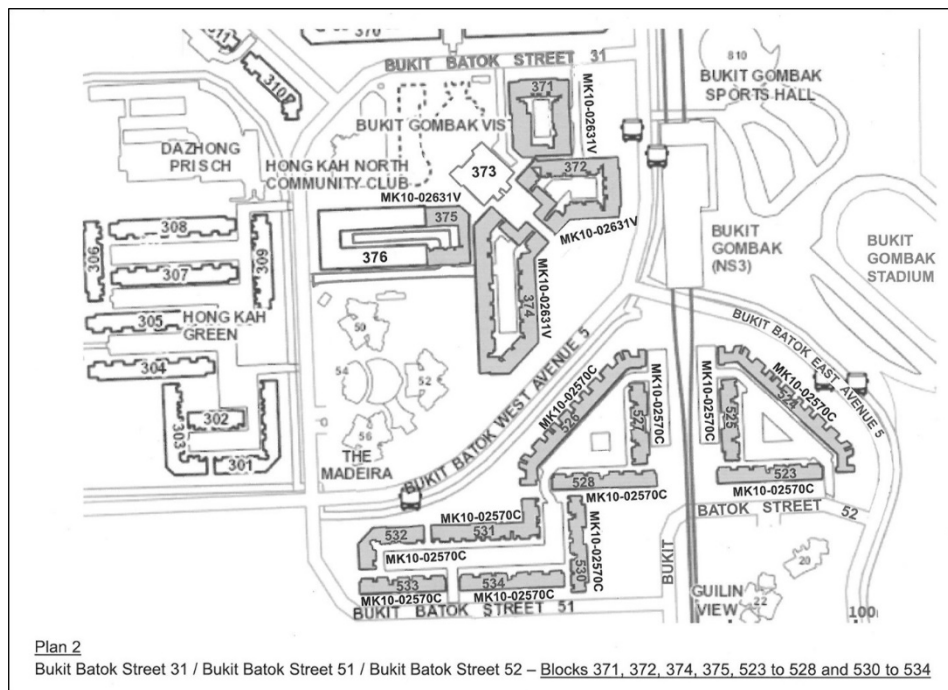 311
370
BUKIT BATOK STREET 31
810
310
371
MK10-02631V
BUKIT GOMBAK
SPORTS HALL
BUKIT GOMBAK VIST
DAZHONG
PRISCH
HONG KAH NORTH
COMMUNITY CLUB
373
372
MK10-02631V
375
308
309
306
376
MK10-02631V
307
374
MK10-02631V
BUKIT
GOMBAK
(NS3)
BUKIT
GOMBAK
STADIUM
305
HONG KAH
GREEN
50
304
54
52
BUKIT BATOK WEST AVENUE 5
BUKIT BATOK EAST AVENUE 5
302
303
301
56
THE
MADEIRA
MK10-02570C
526
527
MK10-02570C
MK10-02570C
525
MK10-02570C
524
528
MK10-02570C
523
MK10-02570C
BATOK STREET 52
BUKIT
MK10-02570C
532
531
MK10-02570C
530
MK10-02570C
533
534
MK10-02570C
MK10-02570C
BUKIT BATOK STREET 51
20
GUILIN
VIEW
22
100
Plan 2
Bukit Batok Street 31 / Bukit Batok Street 51 / Bukit Batok Street 52 – Blocks 371, 372, 374, 375, 523 to 528 and 530 to 534